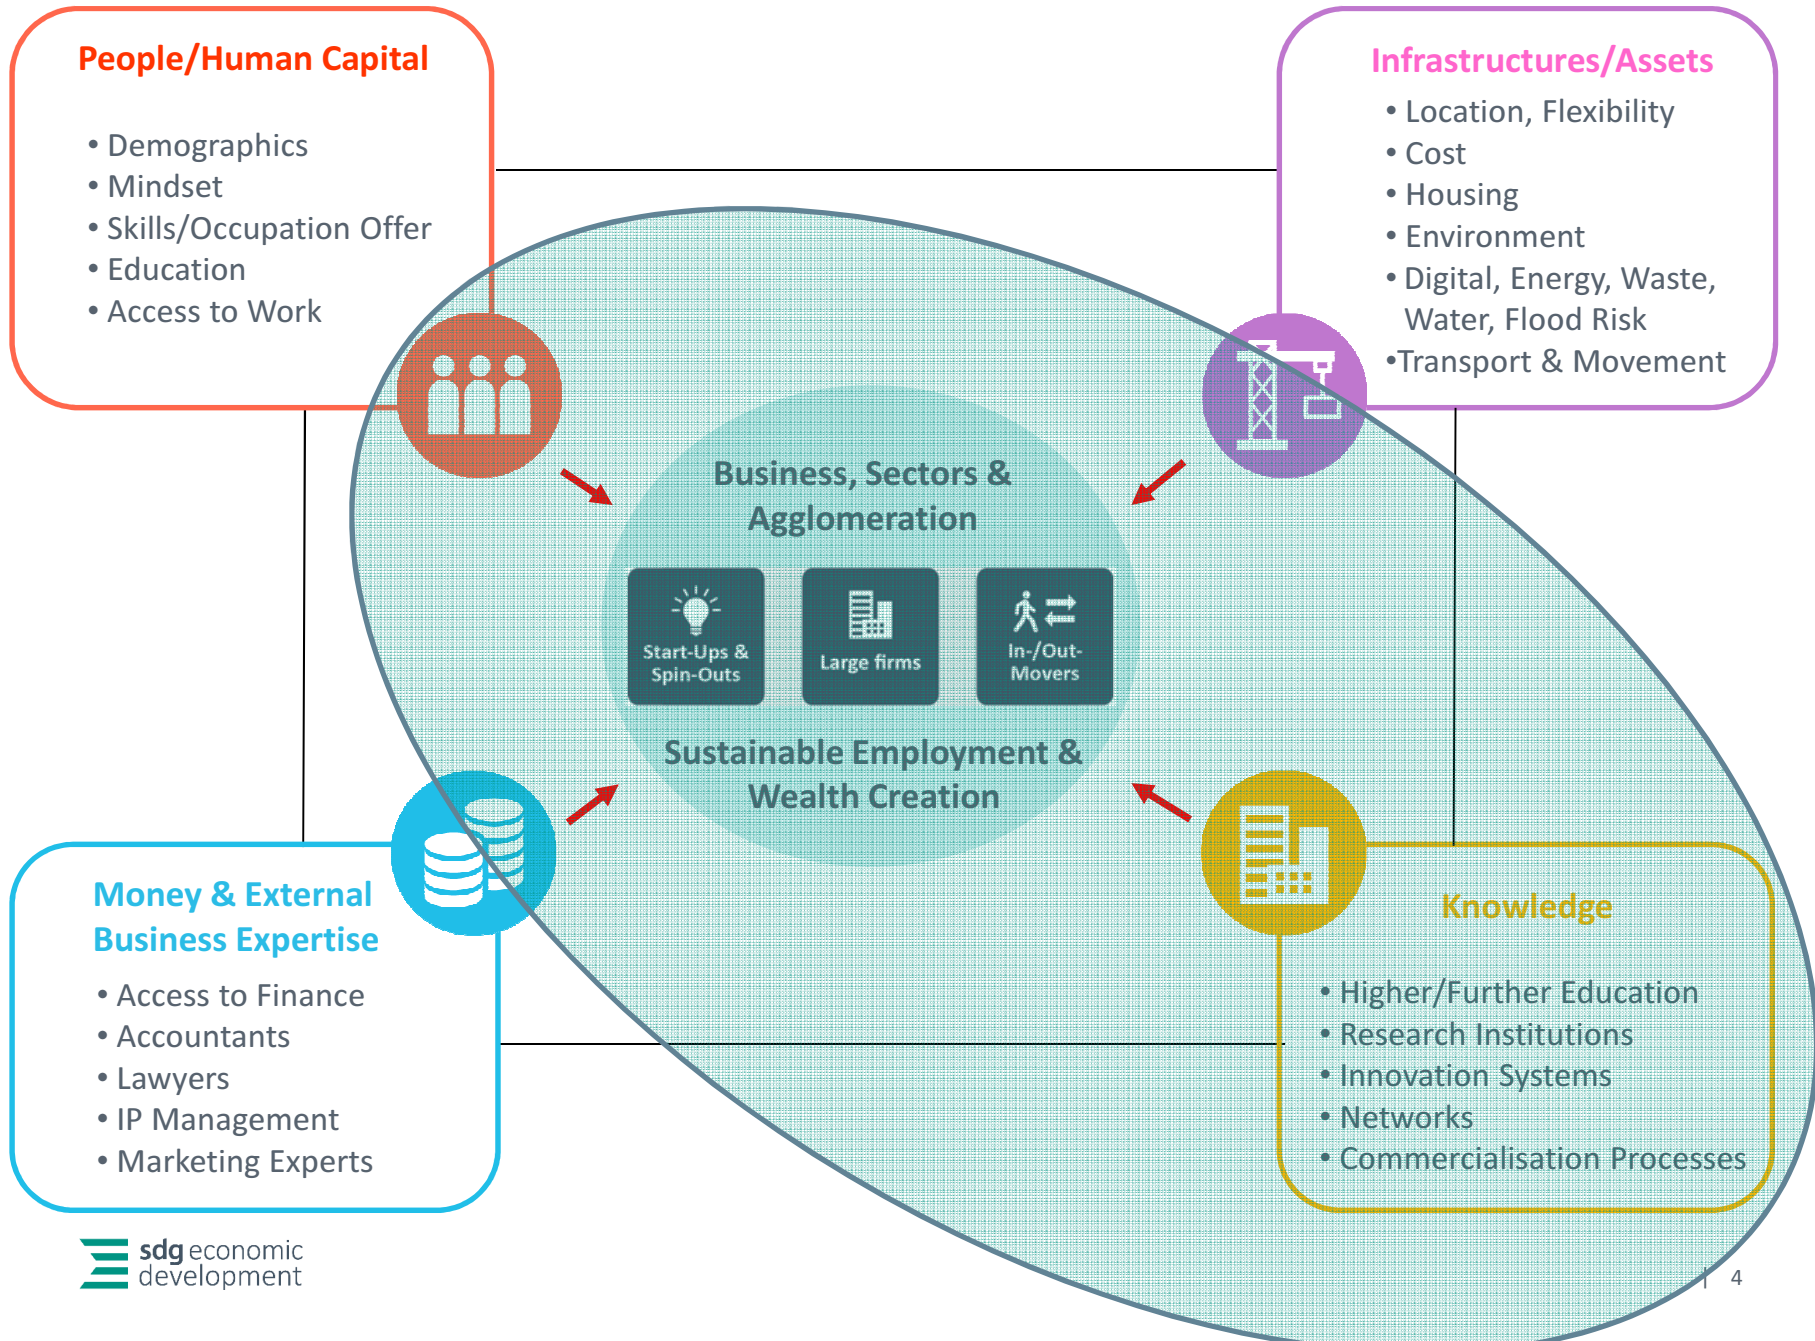 People/Human Capital
• Demographics
• Mindset
• Skills/Occupation Offer
• Education
• Access to Work
Infrastructures/Assets
• Location, Flexibility
• Cost
• Housing
• Environment
• Digital, Energy, Waste,
Water, Flood Risk
•Transport & Movement
Business, Sectors &
Agglomeration
Start-Ups &
Spin-Outs
Large firms
In-/Out-
Movers
Sustainable Employment &
Wealth Creation
Money & External
Business Expertise
• Access to Finance
• Accountants
• Lawyers
• IP Management
• Marketing Experts
Knowledge
• Higher/Further Education
• Research Institutions
• Innovation Systems
• Networks
• Commercialisation Processes
sdg economic
development
| 4